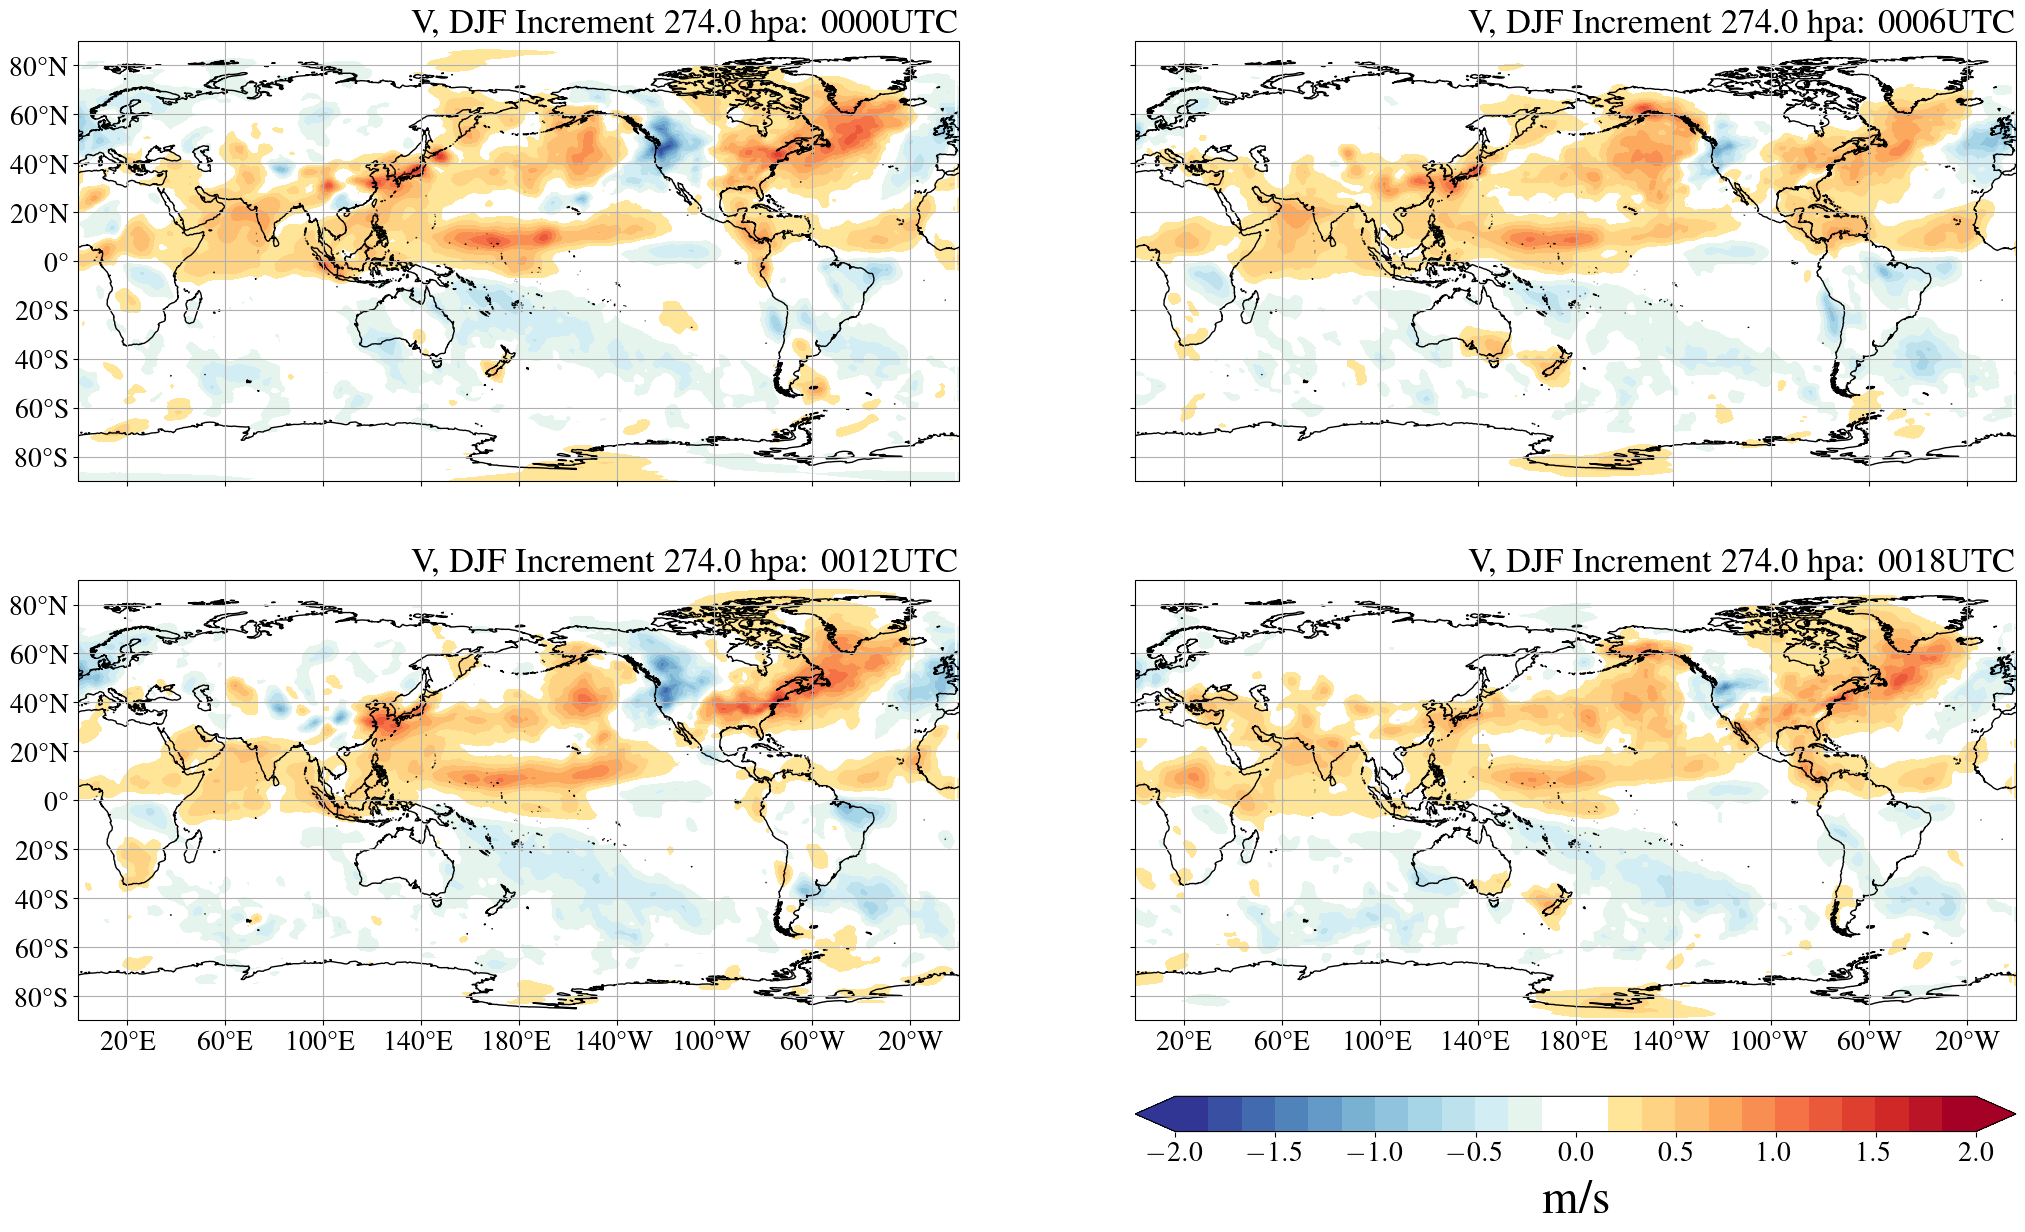 V, DJF Increment 274.0 hpa: 0000UTC
V, DJF Increment 274.0 hpa: 0006UTC
80°N
60°N
40°N
20°N
0°
20°S
40°S
60°S
80°S
V, DJF Increment 274.0 hpa: 0012UTC
V, DJF Increment 274.0 hpa: 0018UTC
80°N
60°N
40°N
20°N
0°
20°S
40°S
60°S
80°S
20°E 60°E 100°E 140°E 180°E 140°W 100°W 60°W 20°W
20°E 60°E 100°E 140°E 180°E 140°W 100°W 60°W 20°W
−2.0 −1.5 −1.0 −0.5 0.0 0.5 1.0 1.5 2.0
m/s